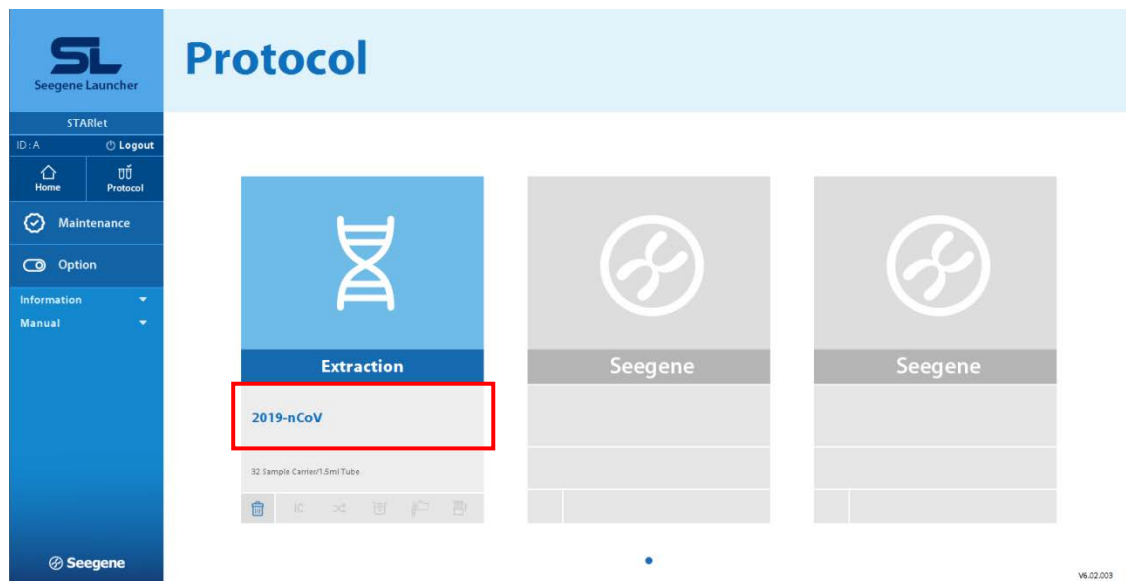 SL
Seegene Launcher
Protocol
STARlet
ID : A Logout
Home Protocol
Maintenance
Option
Information
Manual
Extraction
2019-nCoV
32 Sample Carrier/1.5ml Tube
IC
Seegene
Seegene
Seegene
V6.02.003